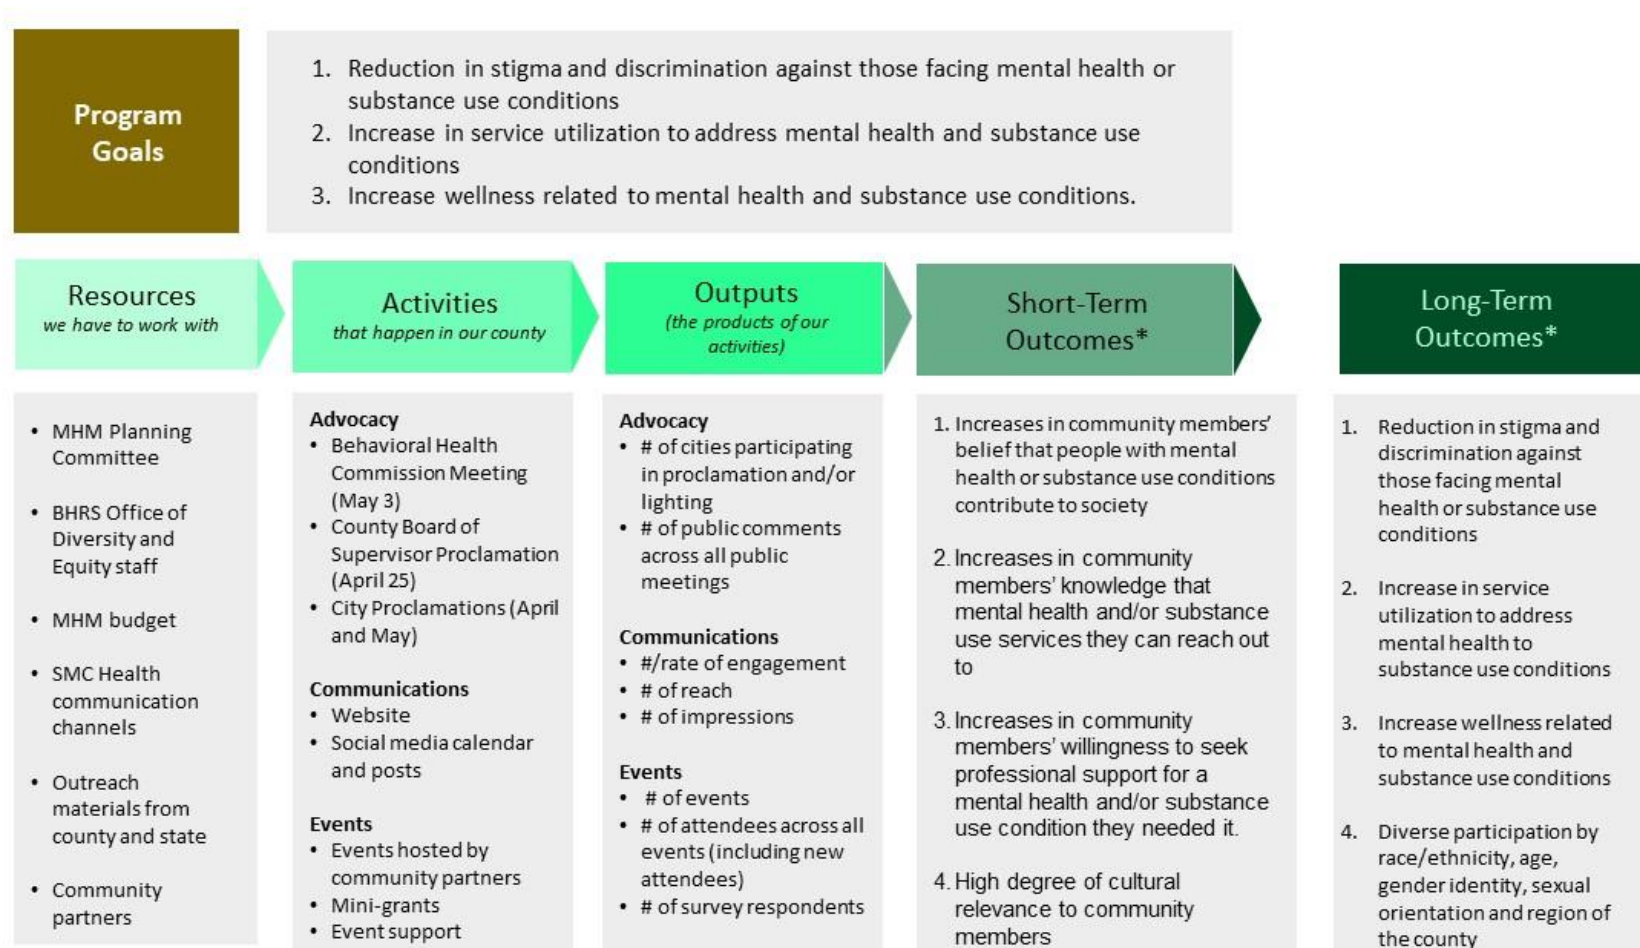 Program
Goals
1. Reduction in stigma and discrimination against those facing mental health or
substance use conditions
2. Increase in service utilization to address mental health and substance use
conditions
3. Increase wellness related to mental health and substance use conditions.
Resources
we have to work with
• MHM Planning
Committee
• BHRS Office of
Diversity and
Equity staff
• MHM budget
• SMC Health
communication
channels
• Outreach
materials from
county and state
• Community
partners
Activities
that happen in our county
Advocacy
• Behavioral Health
Commission Meeting
(May 3)
• County Board of
Supervisor Proclamation
(April 25)
• City Proclamations (April
and May)
Communications
• Website
• Social media calendar
and posts
Events
• Events hosted by
community partners
• Mini-grants
• Event support
Outputs
(the products of our
activities)
Advocacy
• # of cities participating
in proclamation and/or
lighting
• # of public comments
across all public
meetings
Communications
• #/rate of engagement
• # of reach
• # of impressions
Events
• # of events
• # of attendees across all
events (including new
attendees)
• # of survey respondents
Short-Term
Outcomes*
1. Increases in community members'
belief that people with mental
health or substance use conditions
contribute to society
2. Increases in community
members' knowledge that
mental health and/or substance
use services they can reach out
to
3. Increases in community
members' willingness to seek
professional support for a
mental health and/or substance
use condition they needed it.
4. High degree of cultural
relevance to community
members
Long-Term
Outcomes*
1. Reduction in stigma and
discrimination against
those facing mental
health or substance use
conditions
2. Increase in service
utilization to address
mental health to
substance use conditions
3. Increase wellness related
to mental health and
substance use conditions
4. Diverse participation by
race/ethnicity, age,
gender identity, sexual
orientation and region of
the county